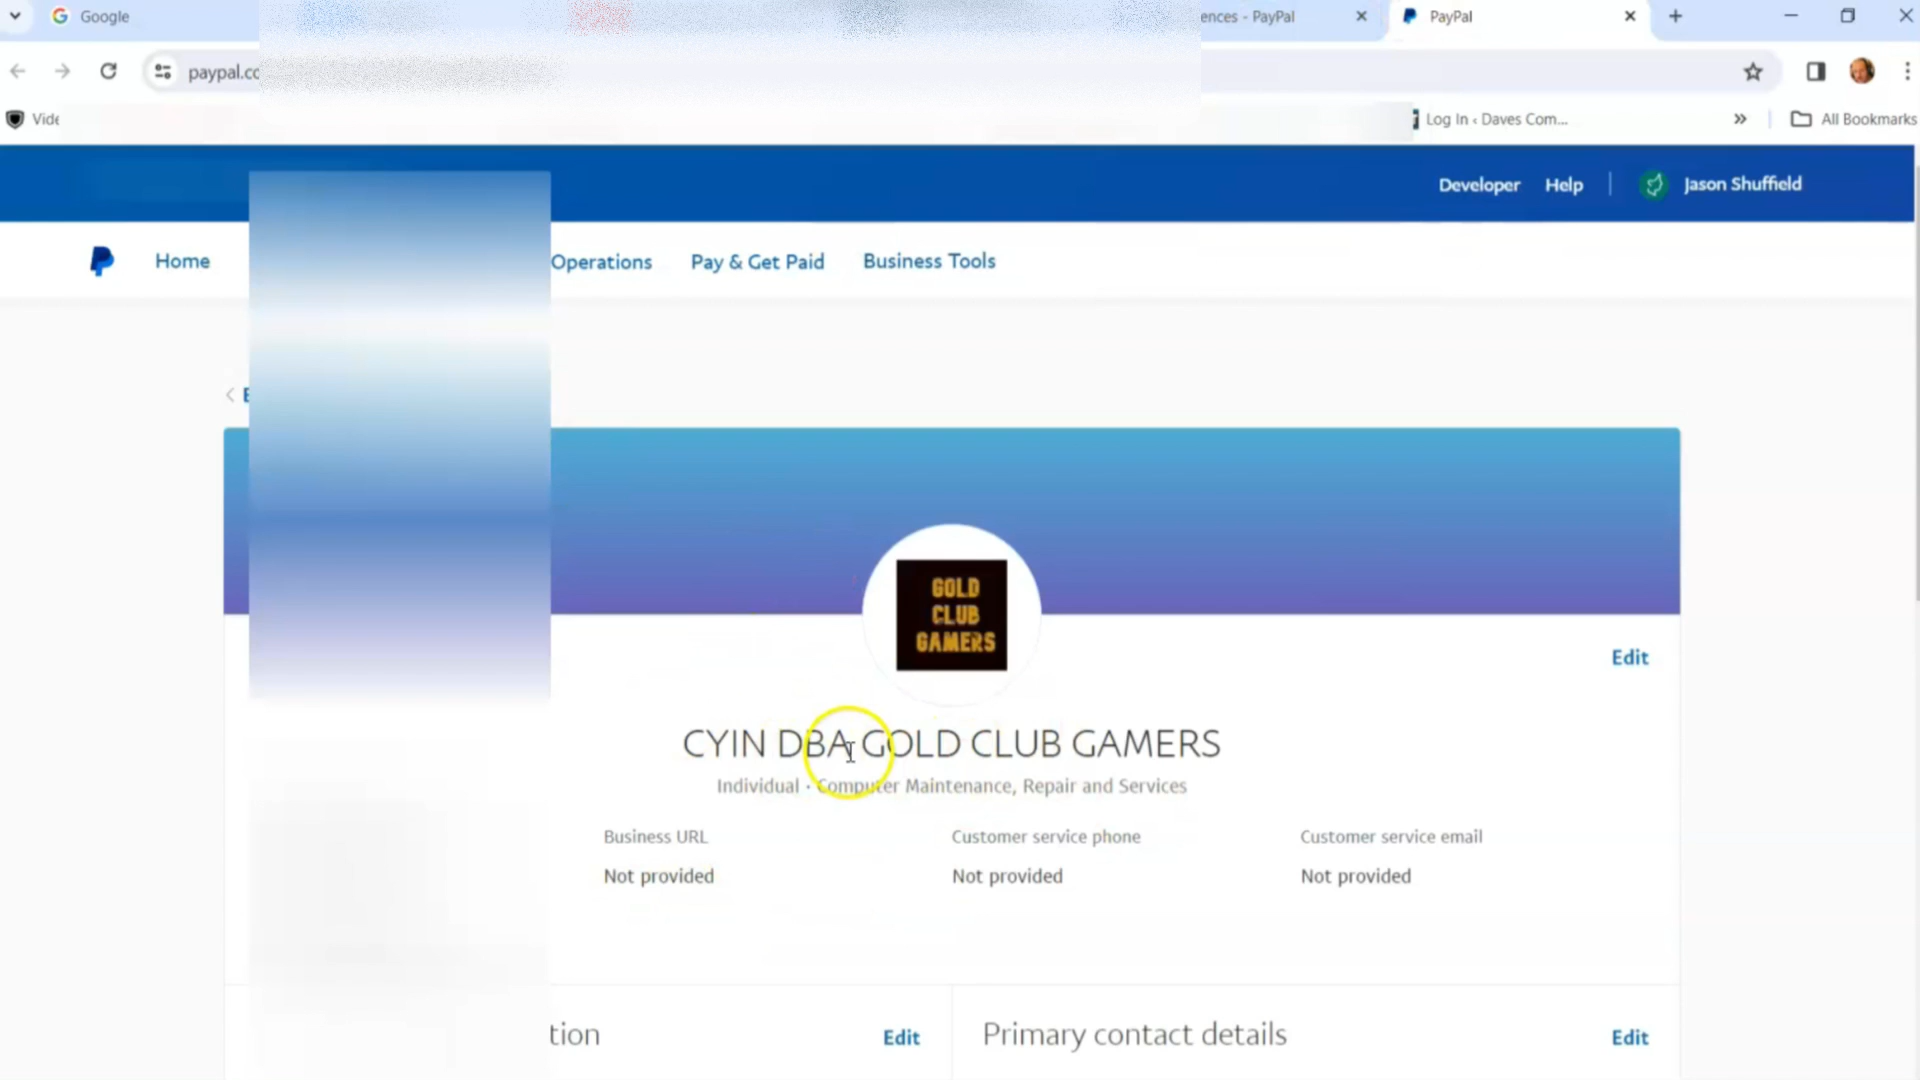 Google
ences - PayPal
PayPal
paypal.co
Vide
Log In ‹ Daves Com...
All Bookmarks
Developer
Help
Jason Shuffield
Home
Operations
Pay & Get Paid
Business Tools
GOLD
CLUB
GAMERS
Edit
CYIN DBA GOLD CLUB GAMERS
Individual · Computer Maintenance, Repair and Services
Business URL
Customer service phone
Customer service email
Not provided
Not provided
Not provided
tion
Edit
Primary contact details
Edit